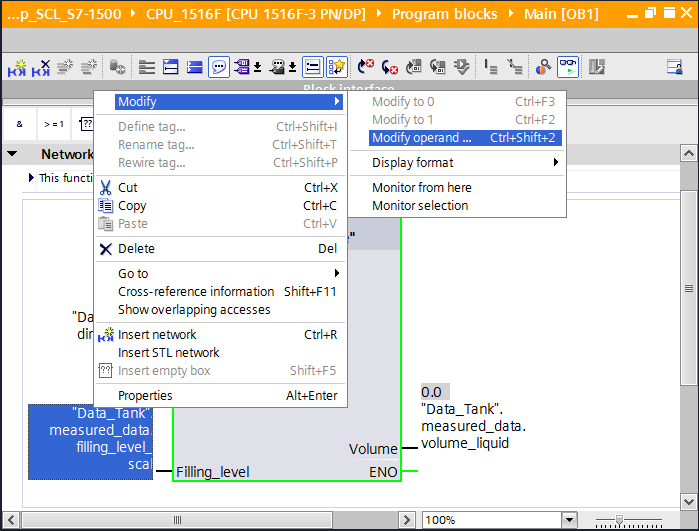 ...p_SCL_S7-1500 CPU_1516F [CPU 1516F-3 PN/DP] Program blocks Main [OB1]
Block interface
& >=1 [??]
Modify
Define tag... Ctrl+Shift+I
Rename tag... Ctrl+Shift+T
Rewire tag... Ctrl+Shift+P
Cut Ctrl+X
Copy Ctrl+C
Paste Ctrl+V
Delete Del
Go to
Cross-reference information Shift+F11
Show overlapping accesses
Insert network Ctrl+R
Insert STL network
Insert empty box Shift+F5
Properties Alt+Enter
Modify to 0 Ctrl+F3
Modify to 1 Ctrl+F2
Modify operand ... Ctrl+Shift+2
Display format
Monitor from here
Monitor selection
Network
This functi
"Da
dim
"Data_Tank".
measured_data.
filling_level_
scal
Filling_level
Volume
ENO
0.0
"Data_Tank".
measured_data.
volume_liquid
100%